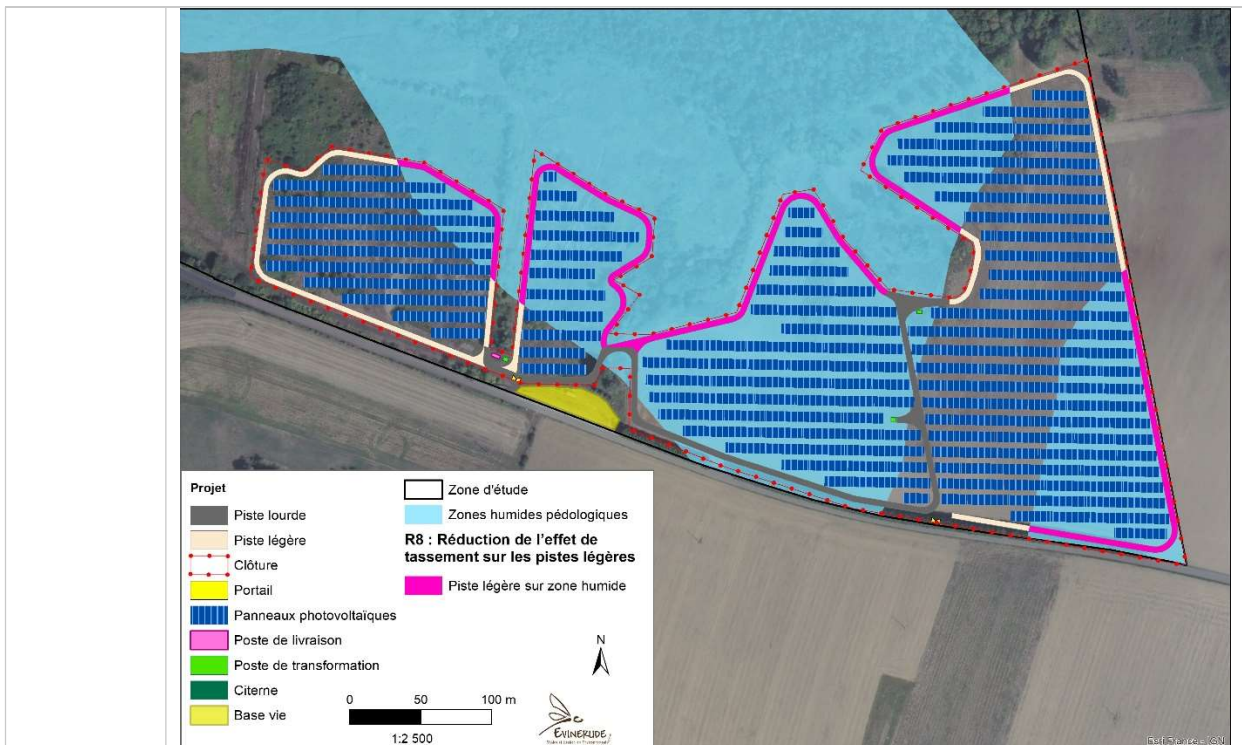 Projet
Piste lourde
Piste légère
Clôture
Portail
Panneaux photovoltaïques
Poste de livraison
Poste de transformation
Citerne
Base vie
Zone d'étude
Zones humides pédologiques
R8 : Réduction de l'effet de
tassement sur les pistes légères
Piste légère sur zone humide
N
0 50 100 m
1:2 500
EVINERUDE